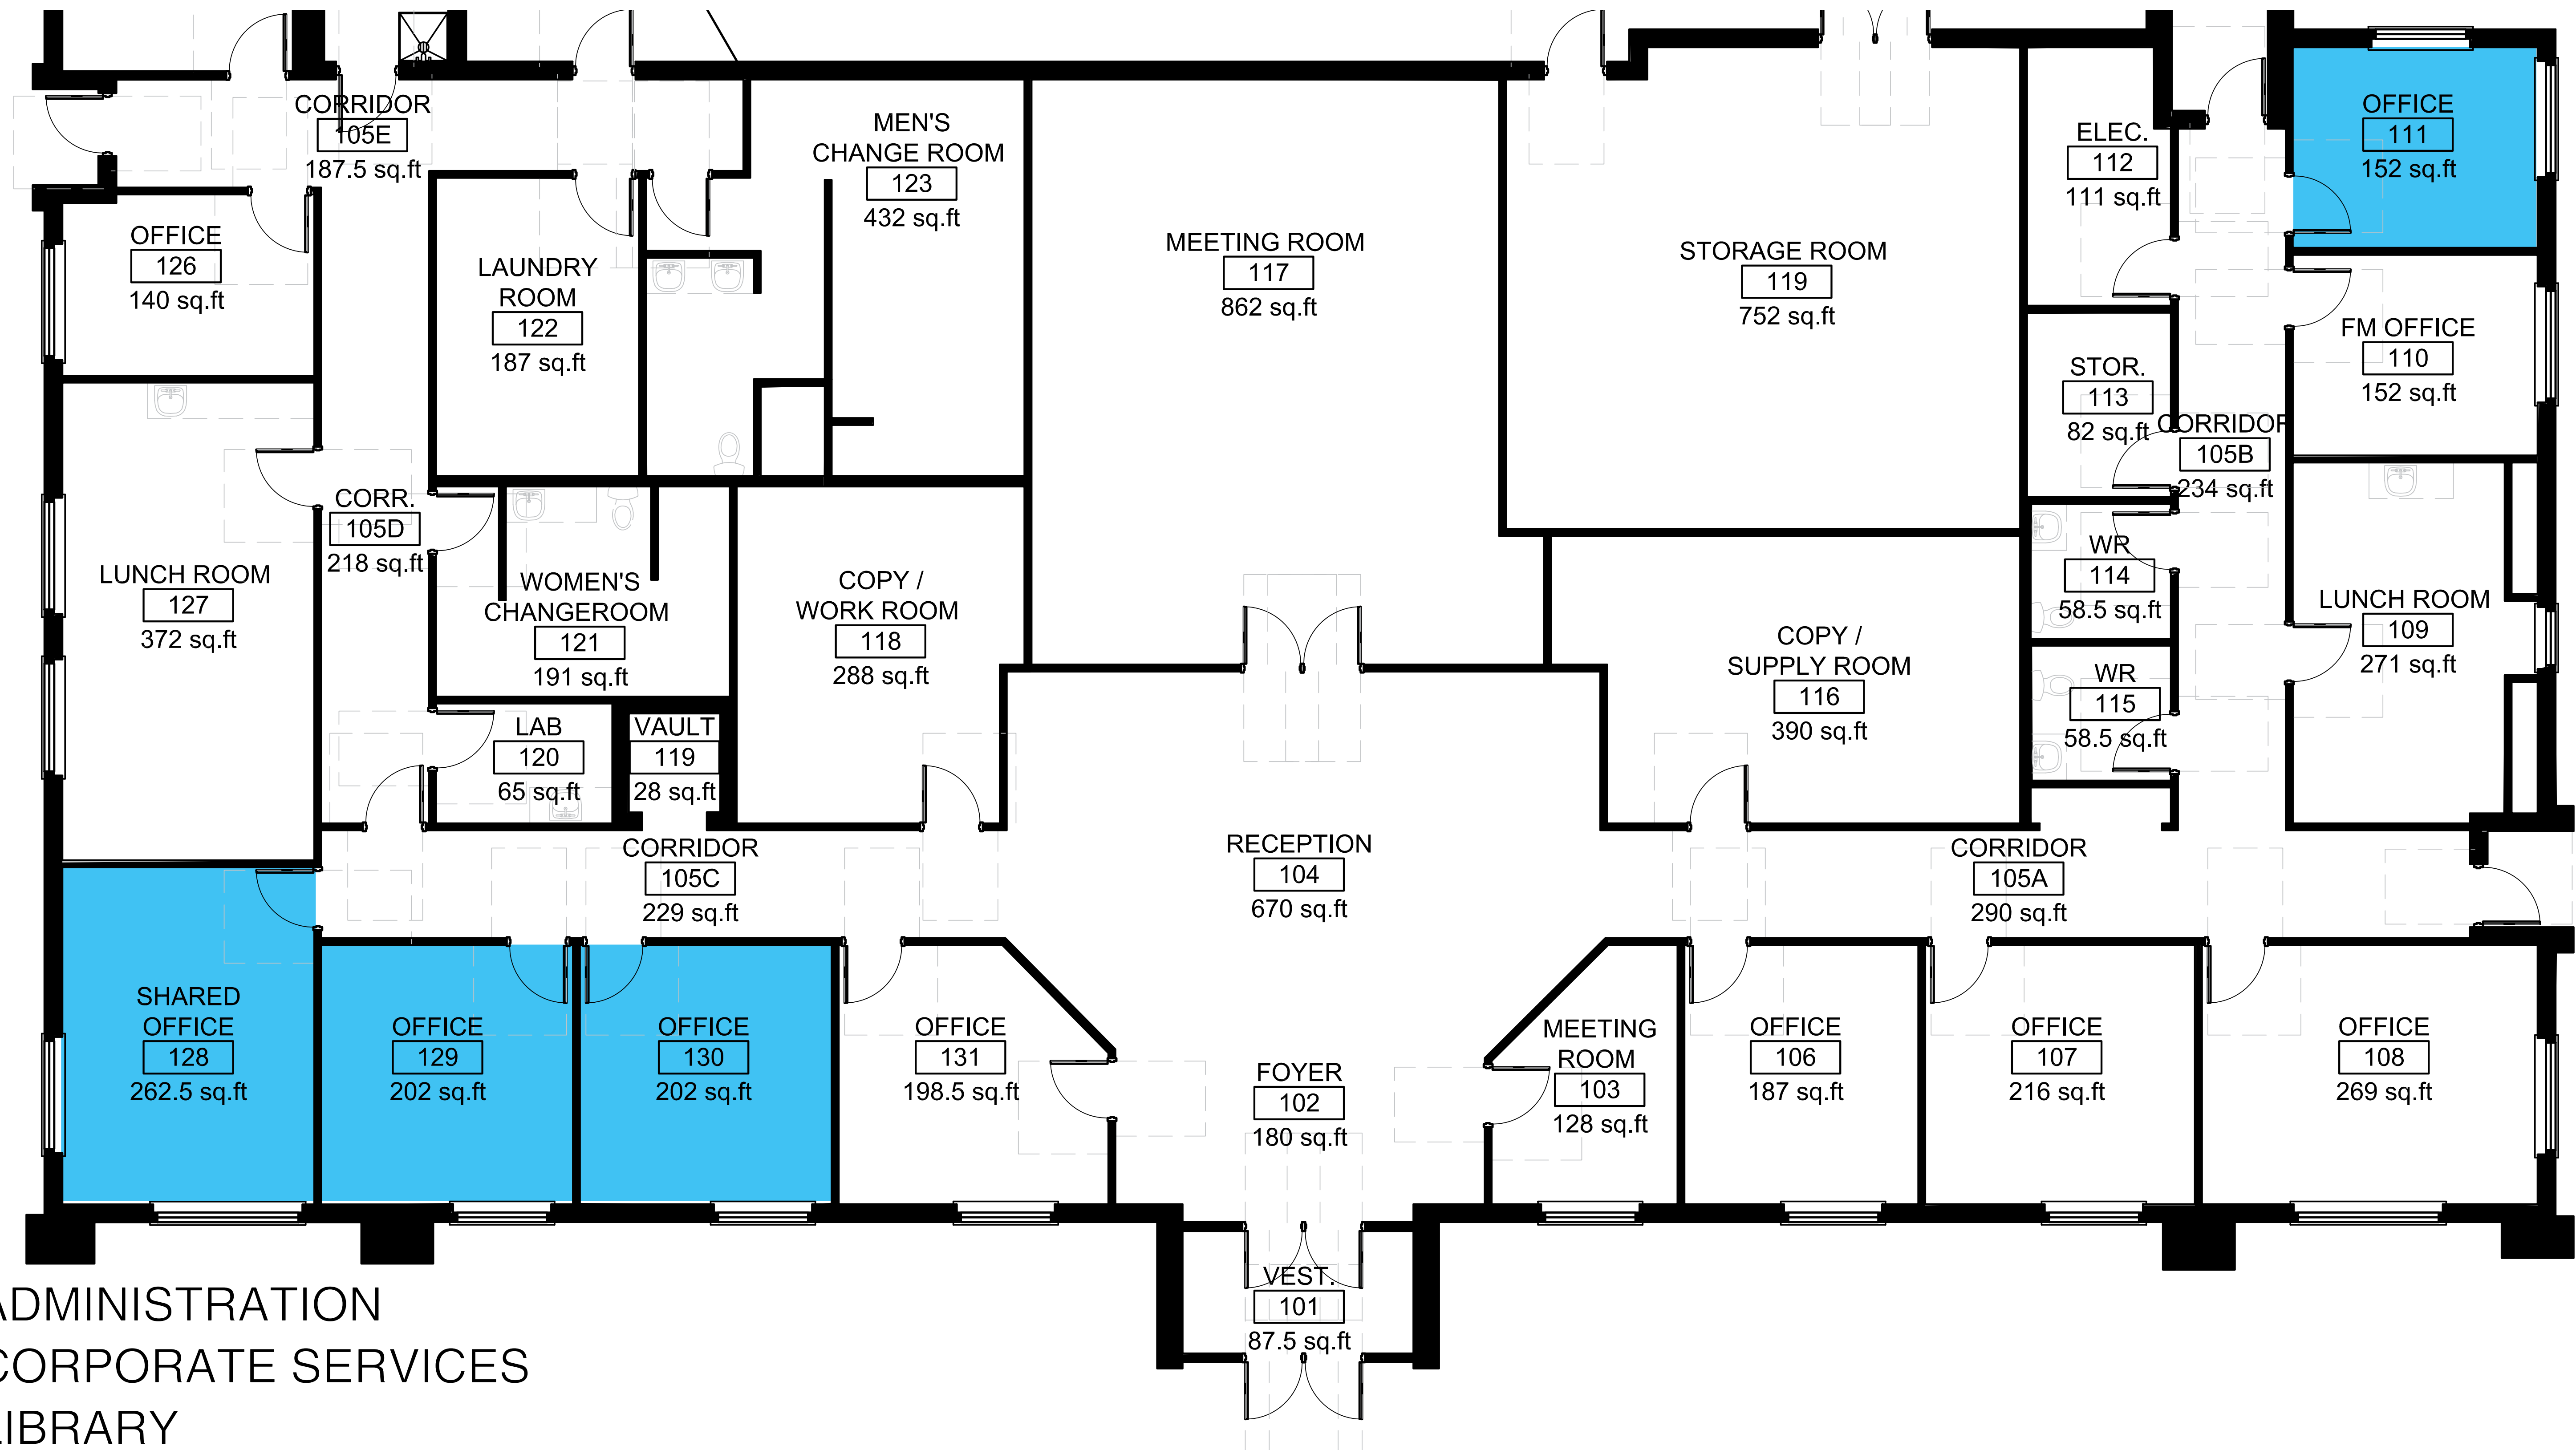 CORRIDOR
105E
187.5 sq.ft
MEN'S
CHANGE ROOM
123
432 sq.ft
ELEC.
112
111 sq.ft
OFFICE
111
152 sq.ft
OFFICE
126
140 sq.ft
LAUNDRY
ROOM
122
187 sq.ft
MEETING ROOM
117
862 sq.ft
STORAGE ROOM
119
752 sq.ft
FM OFFICE
110
152 sq.ft
STOR.
113
82 sq.ft
CORRIDOR
105B
234 sq.ft
CORR.
105D
218 sq.ft
LUNCH ROOM
127
372 sq.ft
WOMEN'S
CHANGEROOM
121
191 sq.ft
COPY /
WORK ROOM
118
288 sq.ft
COPY /
SUPPLY ROOM
116
390 sq.ft
WR
114
58.5 sq.ft
LUNCH ROOM
109
271 sq.ft
WR
115
58.5 sq.ft
LAB
120
65 sq.ft
VAULT
119
28 sq.ft
CORRIDOR
105C
229 sq.ft
RECEPTION
104
670 sq.ft
CORRIDOR
105A
290 sq.ft
SHARED
OFFICE
128
262.5 sq.ft
OFFICE
129
202 sq.ft
OFFICE
130
202 sq.ft
OFFICE
131
198.5 sq.ft
FOYER
102
180 sq.ft
MEETING
ROOM
103
128 sq.ft
OFFICE
106
187 sq.ft
OFFICE
107
216 sq.ft
OFFICE
108
269 sq.ft
VEST.
101
87.5 sq.ft
ADMINISTRATION
CORPORATE SERVICES
LIBRARY